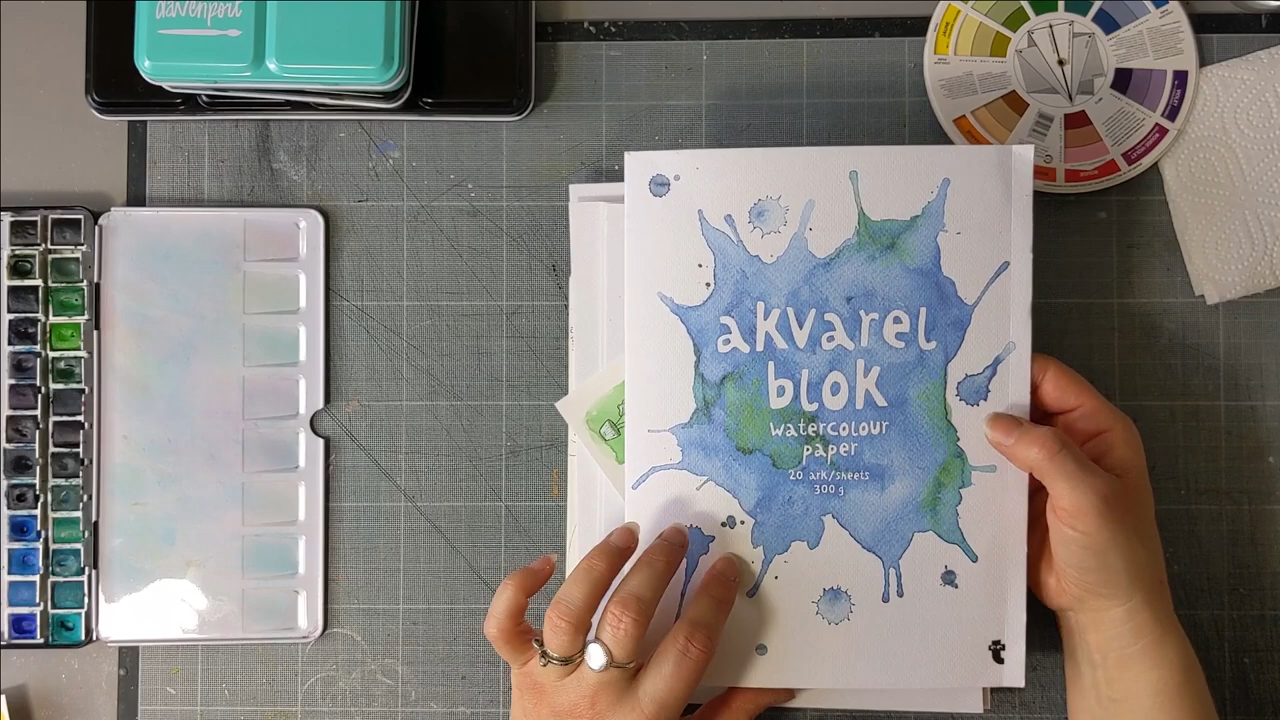 davenport
akvarel
blok
watercolour
paper
20 ark/sheets
300 g
t